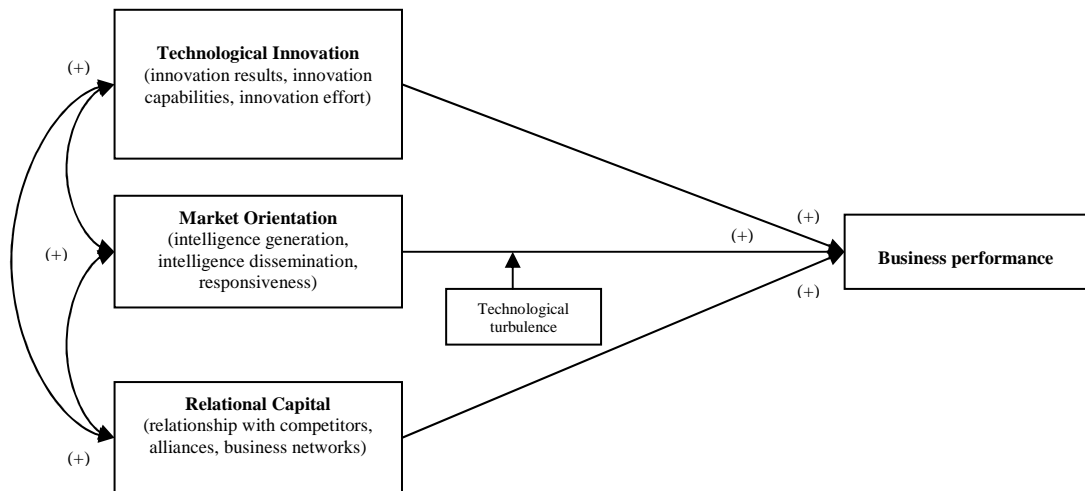 Technological Innovation
(innovation results, innovation
capabilities, innovation effort)
(+)
Market Orientation
(intelligence generation,
intelligence dissemination,
responsiveness)
(+)
(+)
(+)
Business performance
(+)
Technological
turbulence
Relational Capital
(relationship with competitors,
alliances, business networks)
(+)